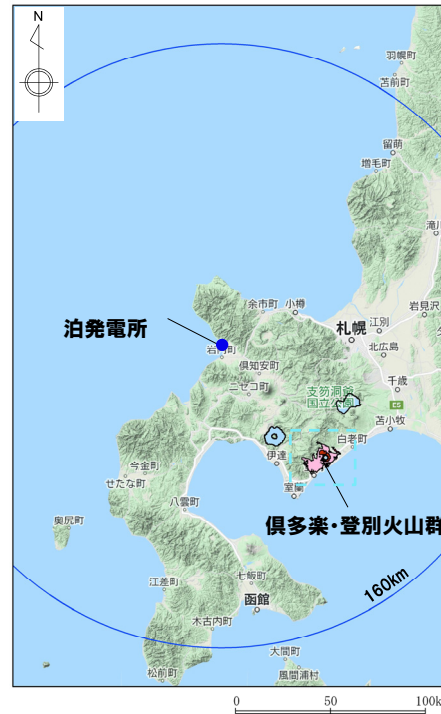 N
羽幌町
苫前町
留萌
増毛町
滝川
余市町
小樽
札幌
江別
岩見沢
北広島
泊発電所
岩内町
倶知安町
ニセコ町
支笏洞爺
国立公園
千歳
E5
苫小牧
白老町
伊達
室蘭
今金町
せたな町
八雲町
倶多楽・登別火山群
奥尻町
160km
江差町
七飯町
函館
木古内町
松前町
大間町
風間浦村
0
50
100k